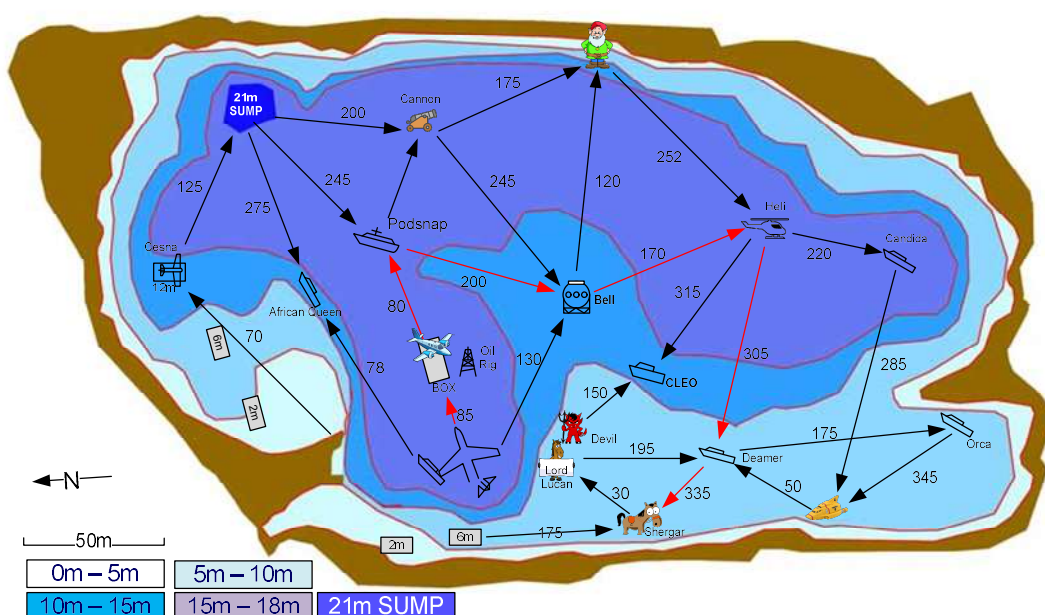 21m
SUMP
200
Cannon
175
125
275
245
245
120
252
Podsnap
Heli
170
220
Candida
Cesna
12m
African Queen
200
Bell
315
6m
70
80
Oil
Rig
BOX
130
305
285
2m
78
85
150
CLEO
Devil
Lord
Lucan
195
Deamer
175
Orca
345
30
335
50
Shergar
N
6m
175
2m
50m
0m – 5m
5m – 10m
10m – 15m
15m – 18m
21m SUMP